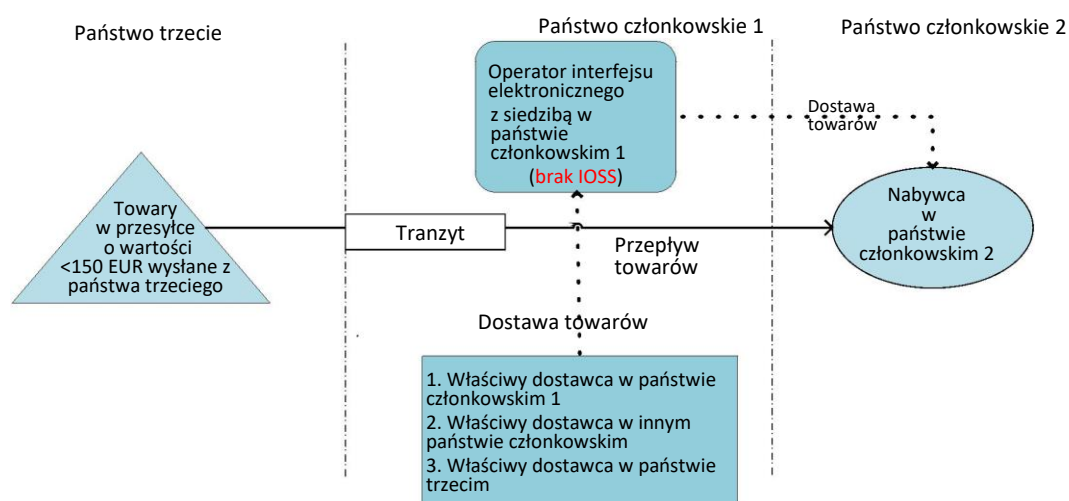 Państwo trzecie
Państwo członkowskie 1
Państwo członkowskie 2
Operator interfejsu
elektronicznego
z siedzibą w
państwie
członkowskim 1
(brak IOSS)
Dostawa
towarów
Towary
w przesyłce
o wartości
<150 EUR wysłane z
państwa trzeciego
Tranzyt
Przepływ
towarów
Nabywca
w
państwie
członkowskim 2
Dostawa towarów
1. Właściwy dostawca w państwie
członkowskim 1
2. Właściwy dostawca w innym
państwie członkowskim
3. Właściwy dostawca w państwie
trzecim